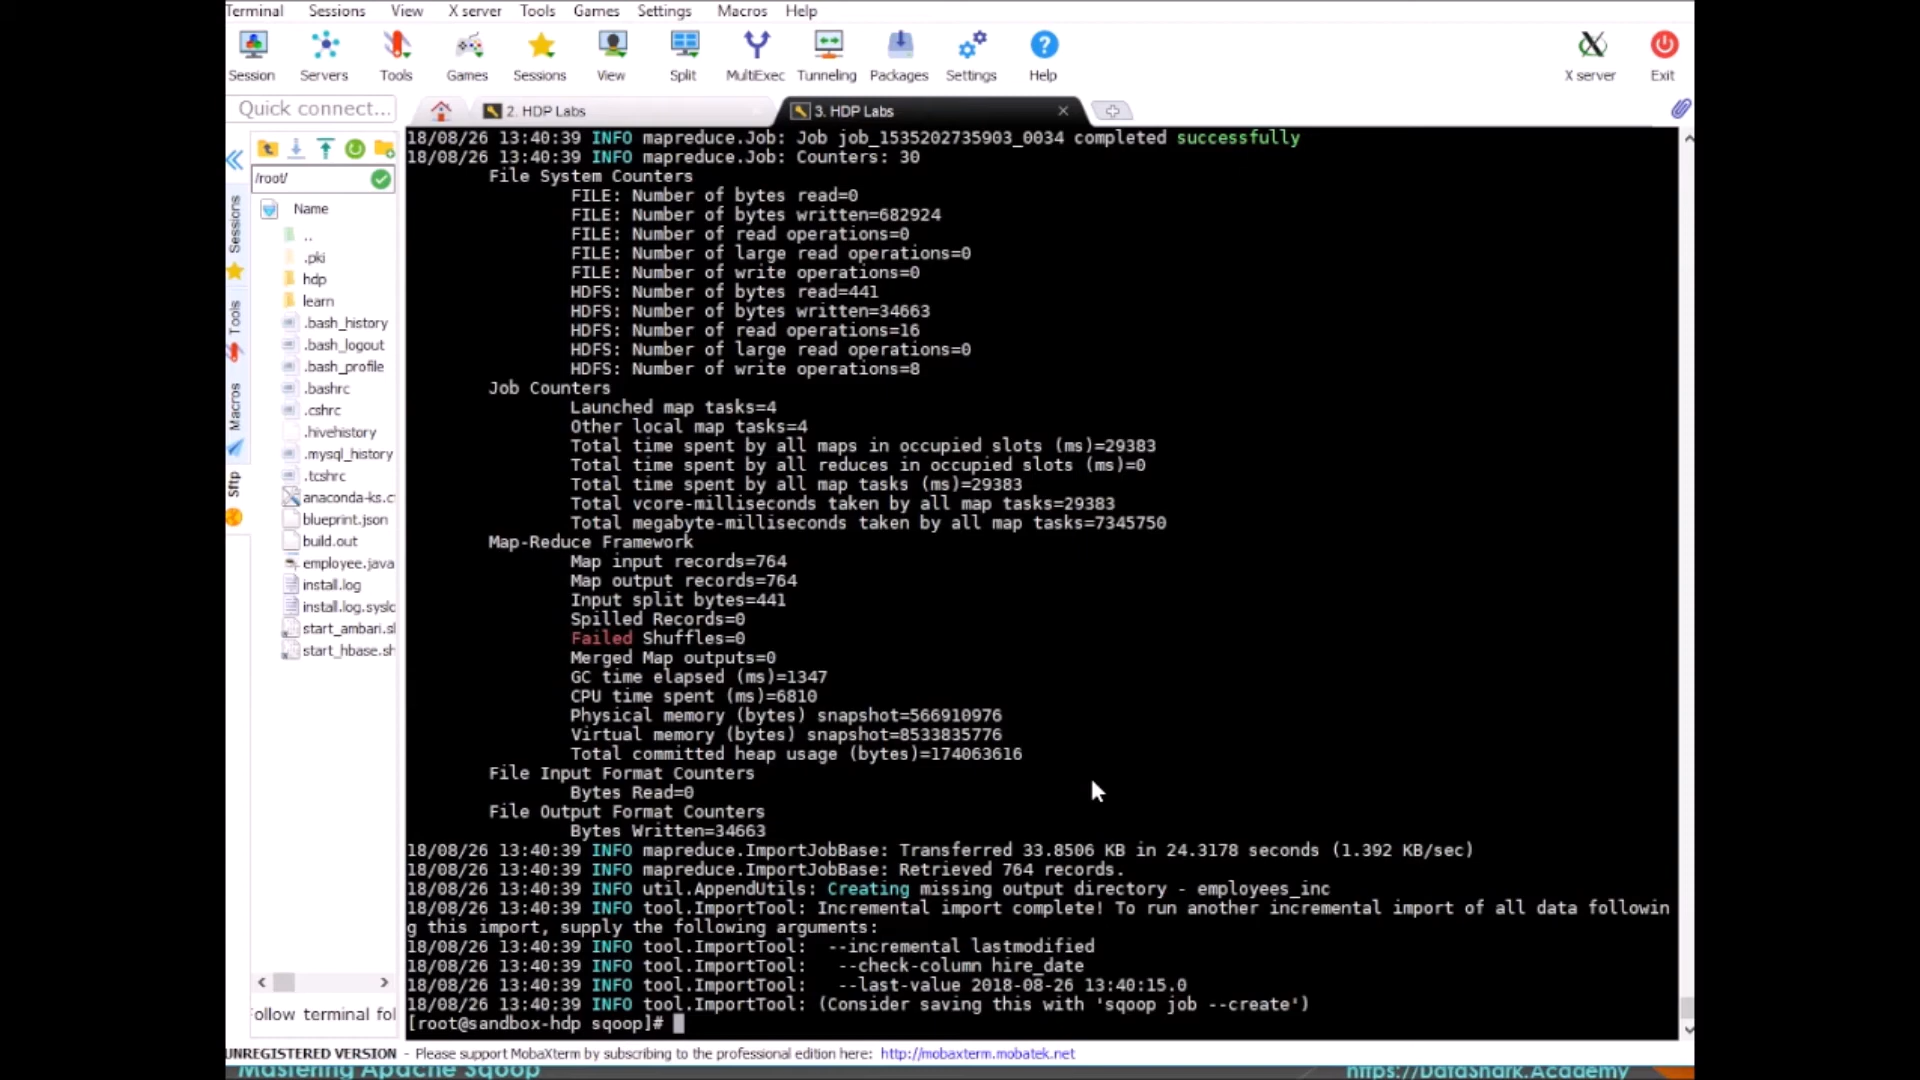 Terminal Sessions View X server Tools Games Settings Macros Help
Session Servers Tools Games Sessions View Split MultiExec Tunneling Packages Settings Help X server Exit
Quick connect...
2. HDP Labs
3. HDP Labs
/root/
Name
..
.pki
hdp
learn
.bash_history
.bash_logout
.bash_profile
.bashrc
.cshrc
.hivehistory
.mysql_history
.tcshrc
anaconda-ks.c
blueprint.json
build.out
employee.java
install.log
install.log.syslo
start_ambari.sl
start_hbase.sh
Sessions
Tools
Macros
Sftp
Follow terminal fol
18/08/26 13:40:39 INFO mapreduce.Job: Job job_1535202735903_0034 completed successfully
18/08/26 13:40:39 INFO mapreduce.Job: Counters: 30
File System Counters
FILE: Number of bytes read=0
FILE: Number of bytes written=682924
FILE: Number of read operations=0
FILE: Number of large read operations=0
FILE: Number of write operations=0
HDFS: Number of bytes read=441
HDFS: Number of bytes written=34663
HDFS: Number of read operations=16
HDFS: Number of large read operations=0
HDFS: Number of write operations=8
Job Counters
Launched map tasks=4
Other local map tasks=4
Total time spent by all maps in occupied slots (ms)=29383
Total time spent by all reduces in occupied slots (ms)=0
Total time spent by all map tasks (ms)=29383
Total vcore-milliseconds taken by all map tasks=29383
Total megabyte-milliseconds taken by all map tasks=7345750
Map-Reduce Framework
Map input records=764
Map output records=764
Input split bytes=441
Spilled Records=0
Failed Shuffles=0
Merged Map outputs=0
GC time elapsed (ms)=1347
CPU time spent (ms)=6810
Physical memory (bytes) snapshot=566910976
Virtual memory (bytes) snapshot=8533835776
Total committed heap usage (bytes)=174063616
File Input Format Counters
Bytes Read=0
File Output Format Counters
Bytes Written=34663
18/08/26 13:40:39 INFO mapreduce.ImportJobBase: Transferred 33.8506 KB in 24.3178 seconds (1.392 KB/sec)
18/08/26 13:40:39 INFO mapreduce.ImportJobBase: Retrieved 764 records.
18/08/26 13:40:39 INFO util.AppendUtils: Creating missing output directory - employees_inc
18/08/26 13:40:39 INFO tool.ImportTool: Incremental import complete! To run another incremental import of all data followin
g this import, supply the following arguments:
18/08/26 13:40:39 INFO tool.ImportTool: --incremental lastmodified
18/08/26 13:40:39 INFO tool.ImportTool: --check-column hire_date
18/08/26 13:40:39 INFO tool.ImportTool: --last-value 2018-08-26 13:40:15.0
18/08/26 13:40:39 INFO tool.ImportTool: (Consider saving this with 'sqoop job --create')
[root@sandbox-hdp sqoop]#
UNREGISTERED VERSION - Please support MobaXterm by subscribing to the professional edition here: http://mobaxterm.mobatek.net
Mastering Apache Sqoop
https://DataShark.Academy